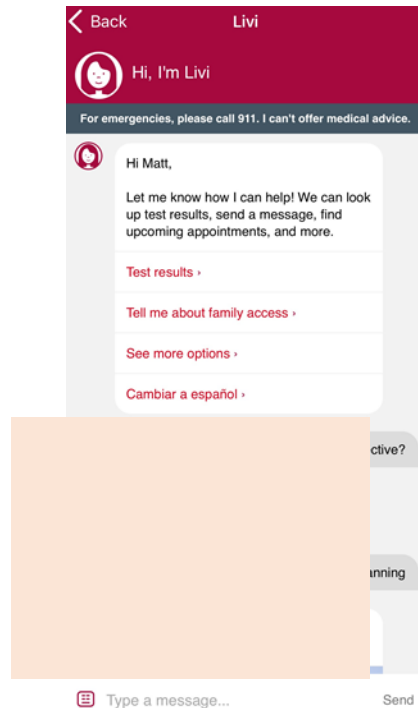 Back
Livi
Hi, I'm Livi
For emergencies, please call 911. I can't offer medical advice.
Hi Matt,
Let me know how I can help! We can look
up test results, send a message, find
upcoming appointments, and more.
Test results ›
Tell me about family access ›
See more options ›
Cambiar a español ›
ctive?
anning
Type a message...
Send